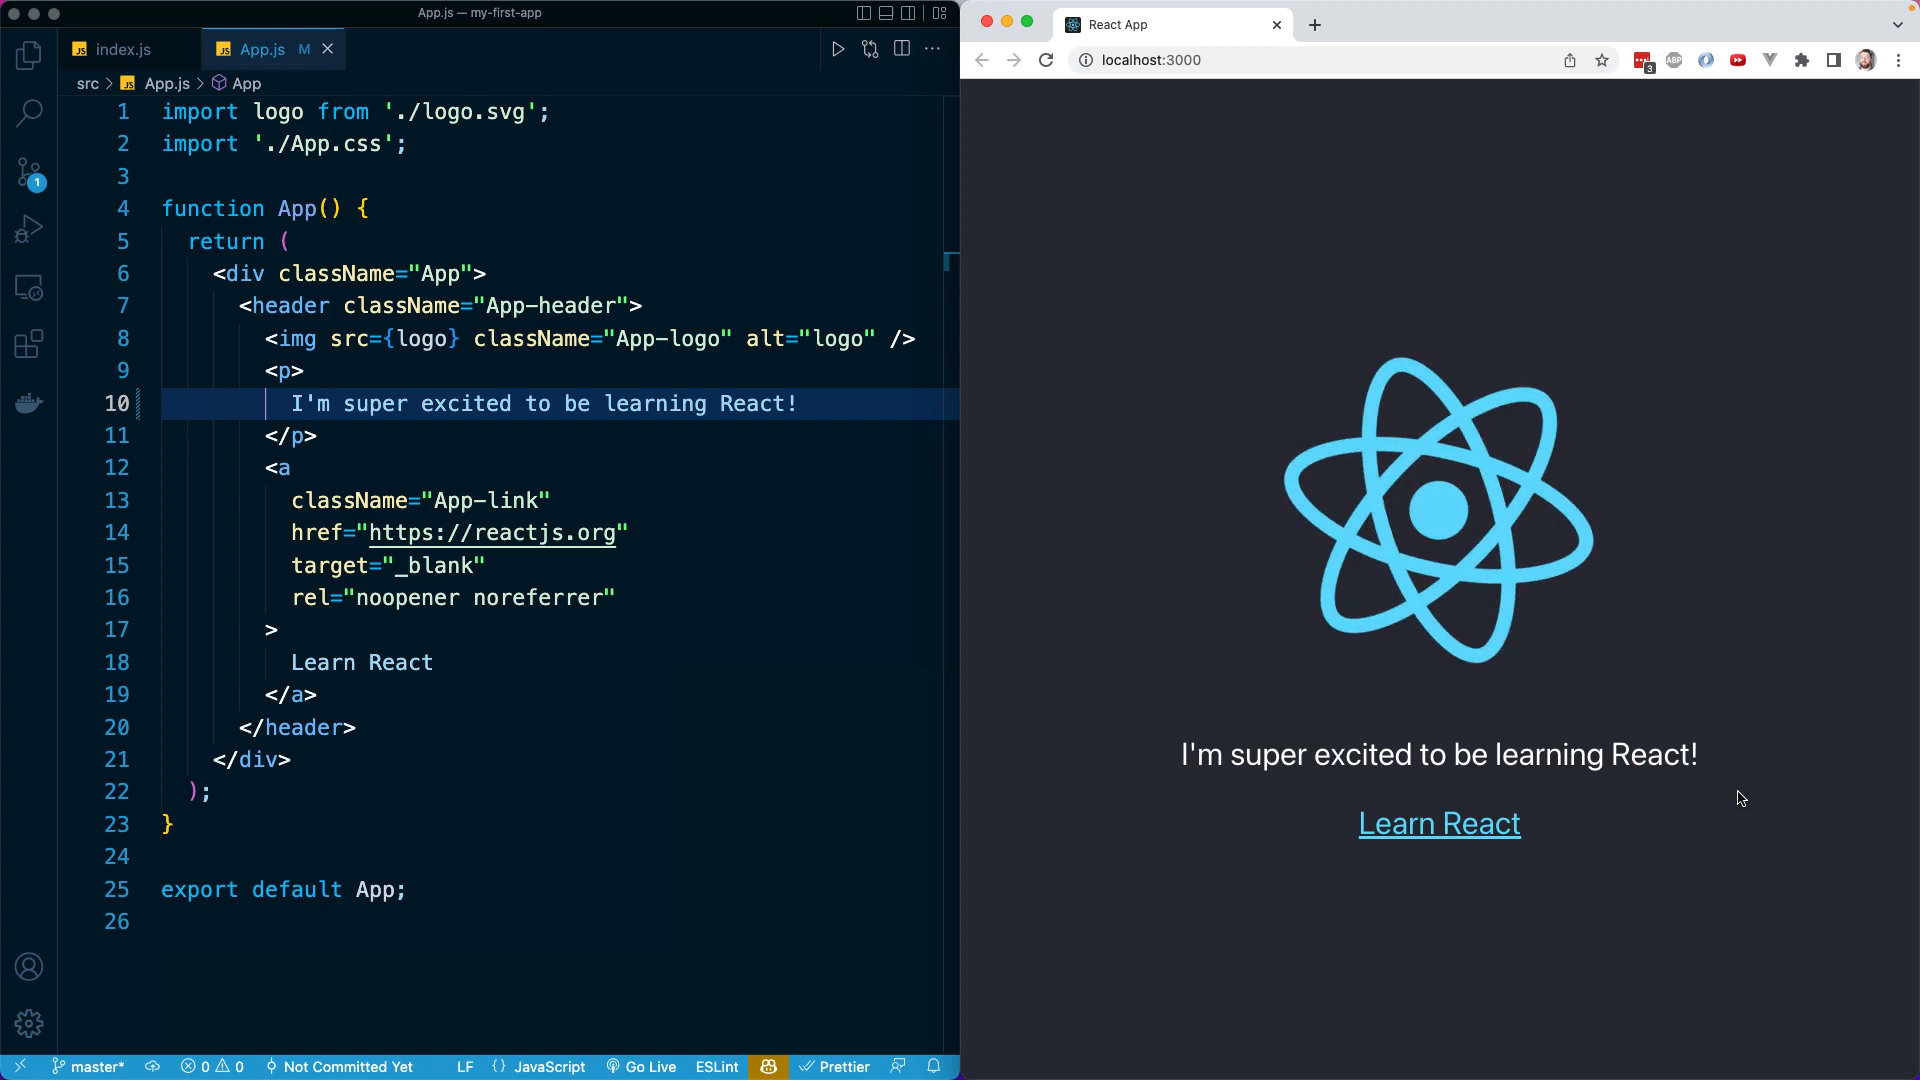 App.js — my-first-app
JS index.js
JS App.js M
src > JS App.js > App
1 import logo from './logo.svg';
2 import './App.css';
3
4 function App() {
5 return (
6 <div className="App">
7 <header className="App-header">
8 <img src={logo} className="App-logo" alt="logo" />
9 <p>
10 I'm super excited to be learning React!
11 </p>
12 <a
13 className="App-link"
14 href="https://reactjs.org"
15 target="_blank"
16 rel="noopener noreferrer"
17 >
18 Learn React
19 </a>
20 </header>
21 </div>
22 );
23 }
24
25 export default App;
26
1
master* 0 0 Not Committed Yet LF {} JavaScript Go Live ESLint Prettier
React App
localhost:3000
3
ABP
I'm super excited to be learning React!
Learn React